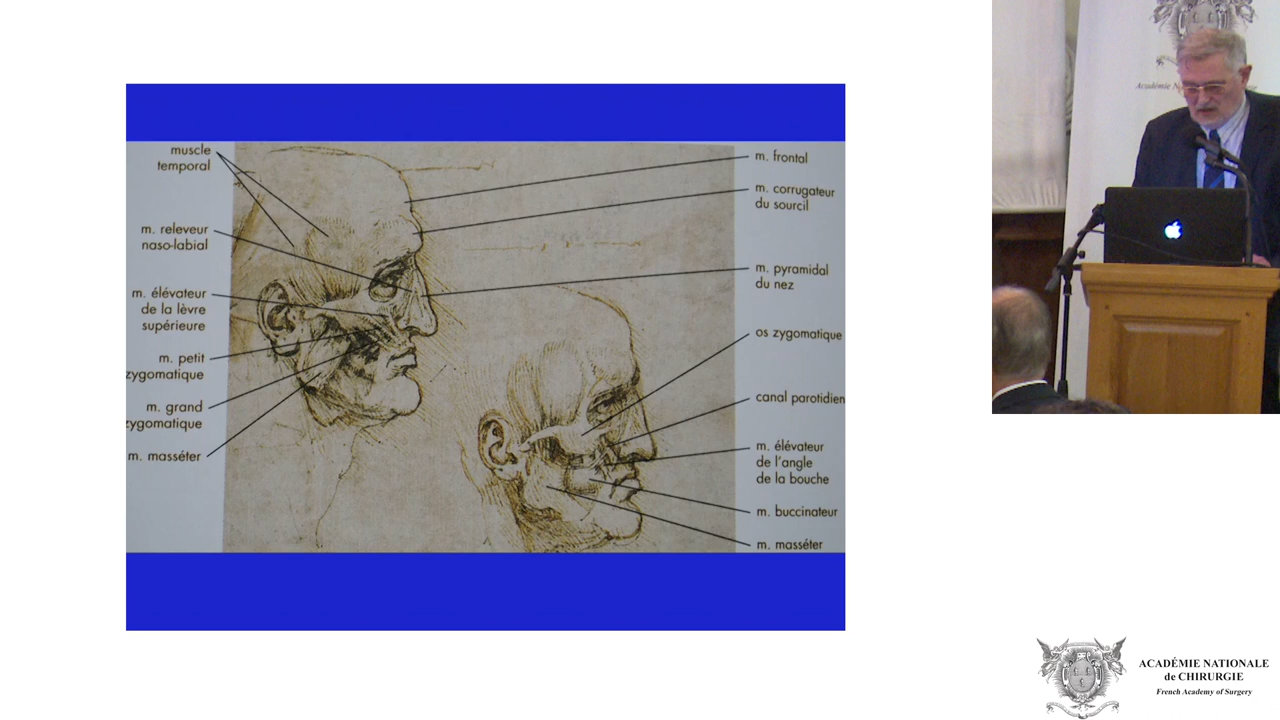 muscle
temporal
m. releveur
naso-labial
m. élévateur
de la lèvre
supérieure
m. petit
zygomatique
m. grand
zygomatique
m. masséter
m. frontal
m. corrugateur
du sourcil
m. pyramidal
du nez
os zygomatique
canal parotidien
m. élévateur
de l'angle
de la bouche
m. buccinateur
m. masséter
Académie
ACADÉMIE NATIONALE
de CHIRURGIE
French Academy of Surgery